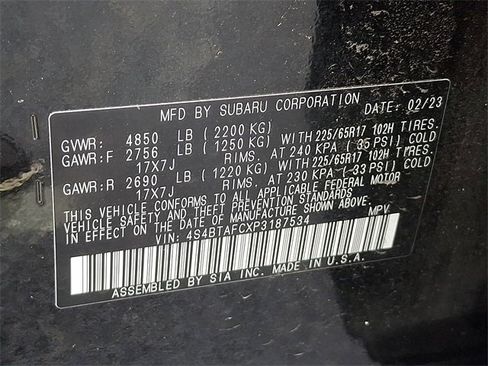 MFD BY SUBARU CORPORATION DATE: 02/23
GVWR: 4850 LB (2200 KG)
GAWR:F 2756 LB (1250 KG) WITH 225/65R17 102H TIRES,
17X7J RIMS, AT 240 KPA (35 PSI) COLD
GAWR:R 2690 LB (1220 KG) WITH 225/65R17 102H TIRES,
17X7J RIMS, AT 230 KPA (33 PSI) COLD
THIS VEHICLE CONFORMS TO ALL APPLICABLE FEDERAL MOTOR
VEHICLE SAFETY AND THEFT PREVENTION STANDARDS IN EFFECT
ON THE DATE OF MANUFACTURE SHOWN ABOVE.
VIN: 4S4BTAFCXP3187534 MPV
ASSEMBLED BY SIA INC. MADE IN U.S.A.